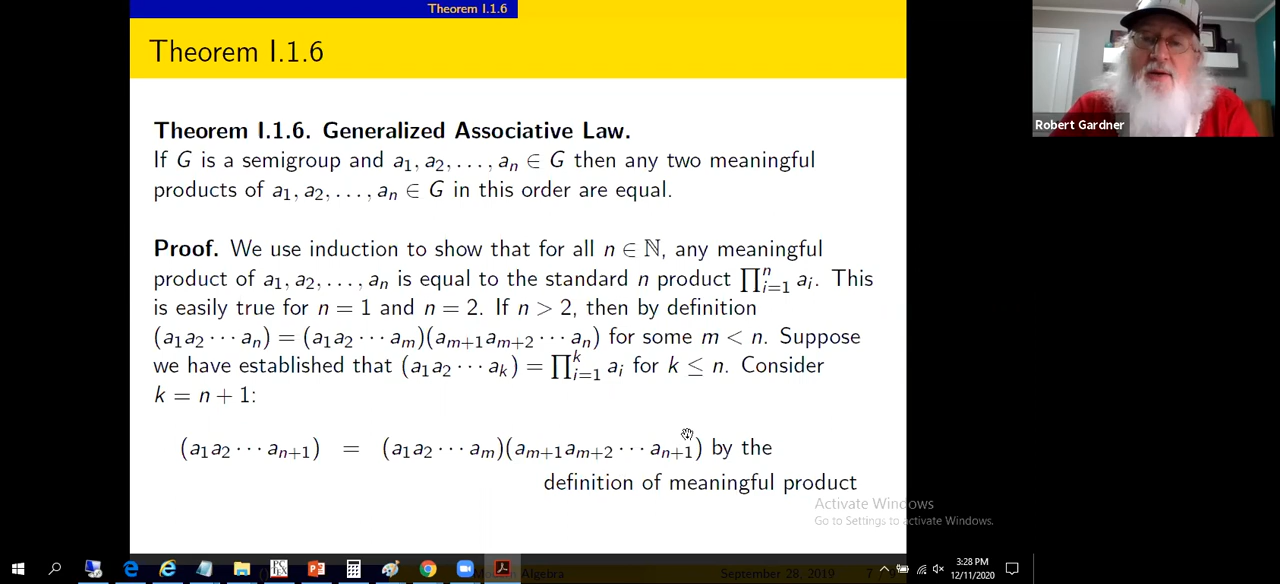 Theorem I.1.6
Theorem I.1.6
Theorem I.1.6. Generalized Associative Law.
If G is a semigroup and a₁, a₂, . . . , aₙ ∈ G then any two meaningful
products of a₁, a₂, . . . , aₙ ∈ G in this order are equal.
Proof. We use induction to show that for all n ∈ ℕ, any meaningful
product of a₁, a₂, . . . , aₙ is equal to the standard n product ∏ⁿᵢ₌₁ aᵢ. This
is easily true for n = 1 and n = 2. If n > 2, then by definition
(a₁a₂ ··· aₙ) = (a₁a₂ ··· aₘ)(aₘ₊₁aₘ₊₂ ··· aₙ) for some m < n. Suppose
we have established that (a₁a₂ ··· aₖ) = ∏ᵏᵢ₌₁ aᵢ for k ≤ n. Consider
k = n + 1:
(a₁a₂ ··· aₙ₊₁) = (a₁a₂ ··· aₘ)(aₘ₊₁aₘ₊₂ ··· aₙ₊₁) by the
definition of meaningful product
Robert Gardner
Activate Windows
Go to Settings to activate Windows.
Algebra
September 28, 2019
3:28 PM
12/11/2020